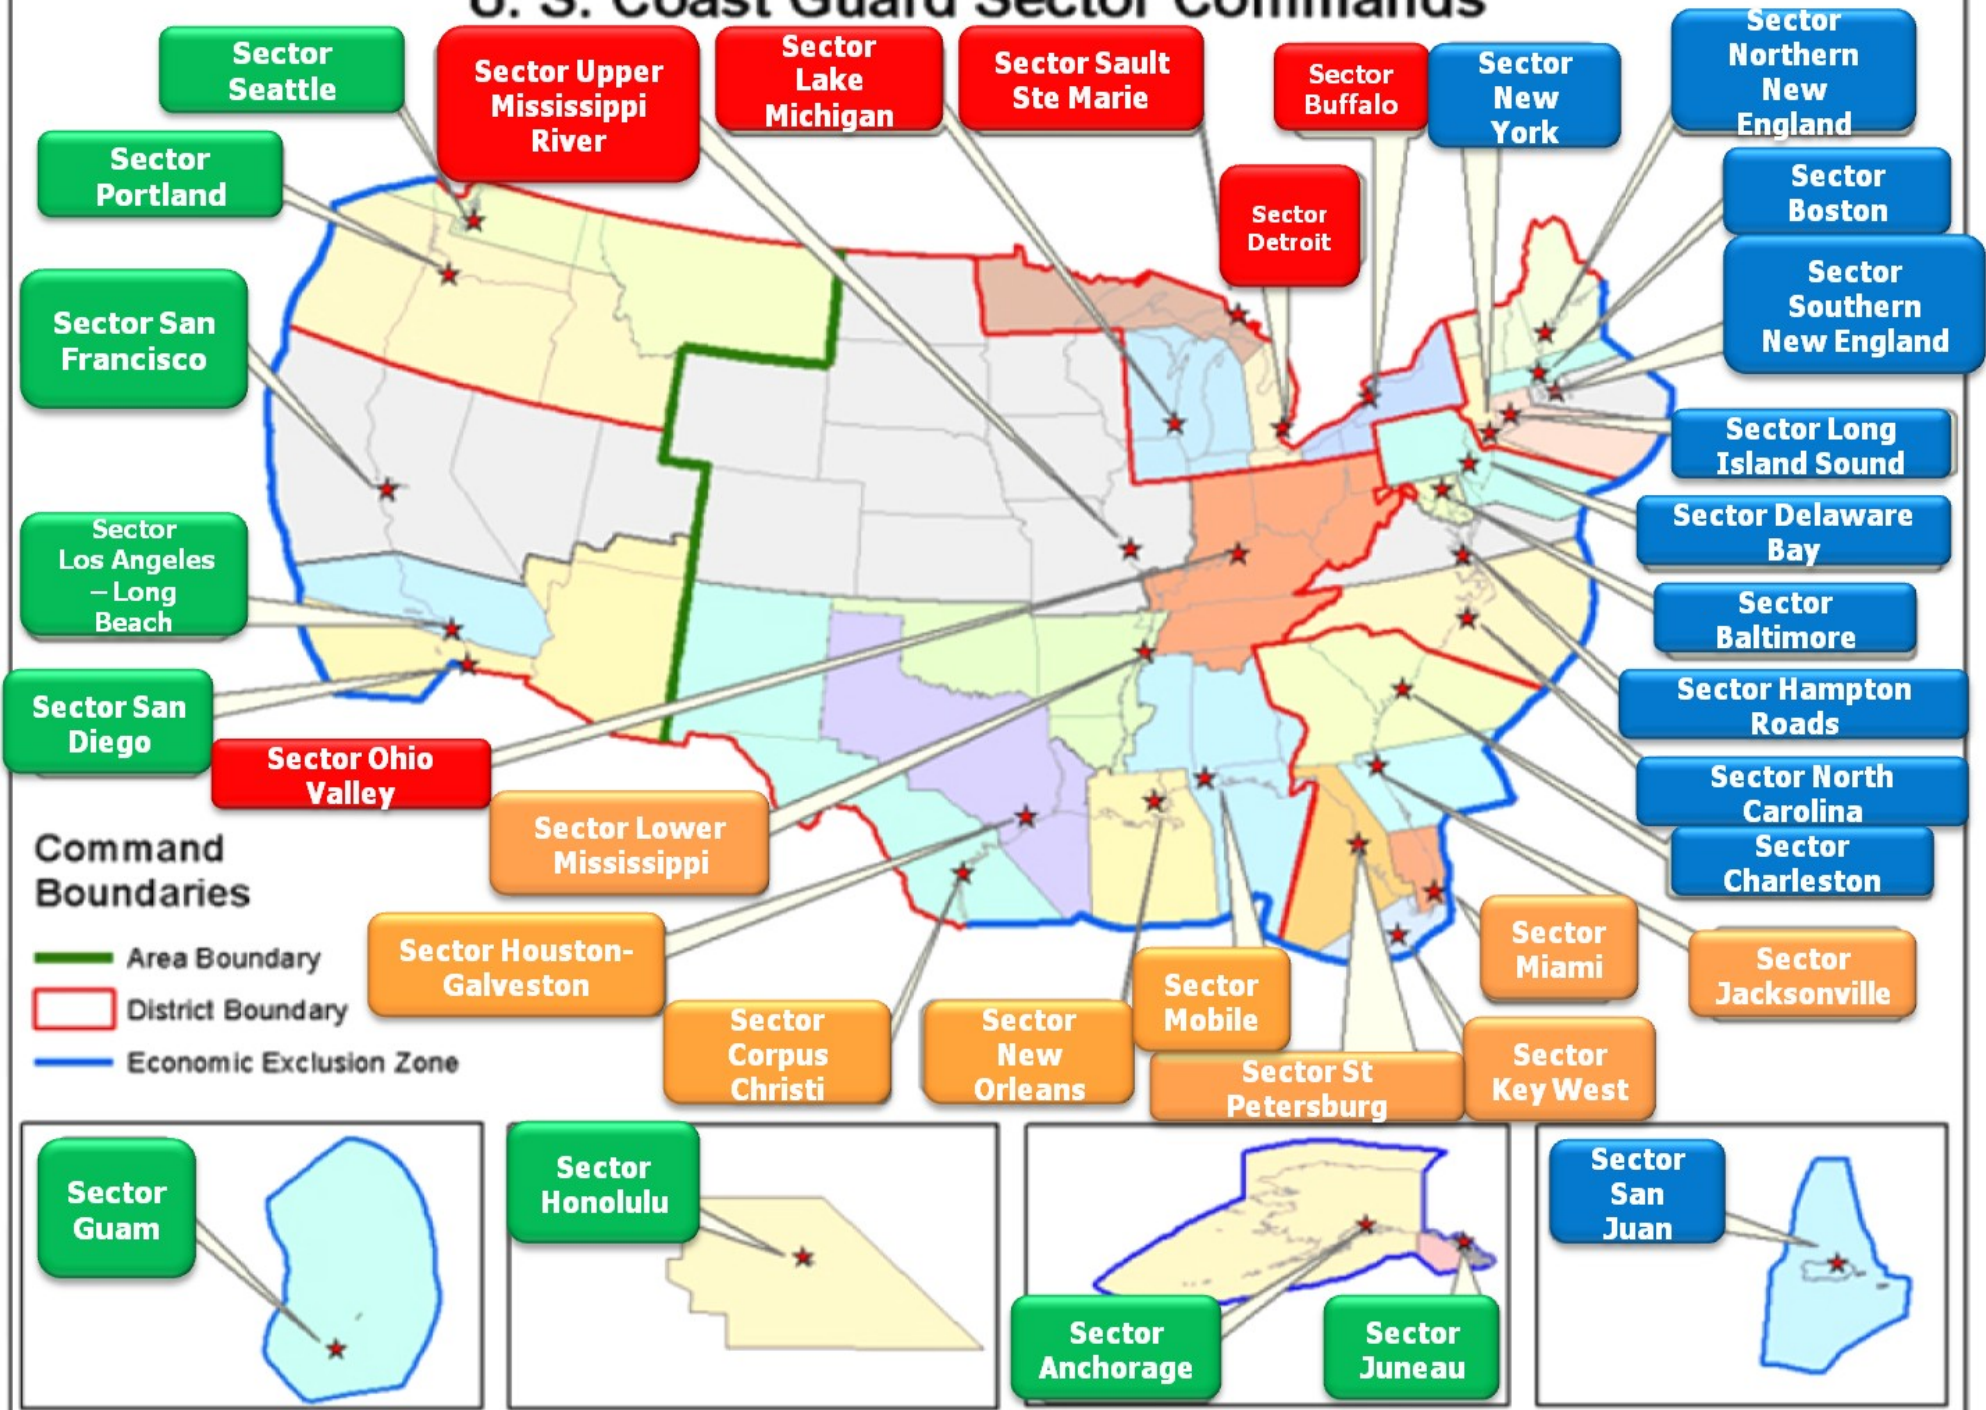 U. S. Coast Guard Sector Commands
Sector
Seattle
Sector Upper
Mississippi
River
Sector
Lake
Michigan
Sector Sault
Ste Marie
Sector
Buffalo
Sector
New
York
Sector
Northern
New
England
Sector
Portland
Sector
Detroit
Sector
Boston
Sector San
Francisco
Sector
Southern
New England
Sector Long
Island Sound
Sector
Los Angeles
– Long
Beach
Sector Delaware
Bay
Sector
Baltimore
Sector San
Diego
Sector Hampton
Roads
Sector Ohio
Valley
Sector North
Carolina
Sector Lower
Mississippi
Sector
Charleston
Command
Boundaries
Area Boundary
District Boundary
Economic Exclusion Zone
Sector Houston-
Galveston
Sector
Corpus
Christi
Sector
New
Orleans
Sector
Mobile
Sector St
Petersburg
Sector
Key West
Sector
Miami
Sector
Jacksonville
Sector
Guam
Sector
Honolulu
Sector
Anchorage
Sector
Juneau
Sector
San
Juan